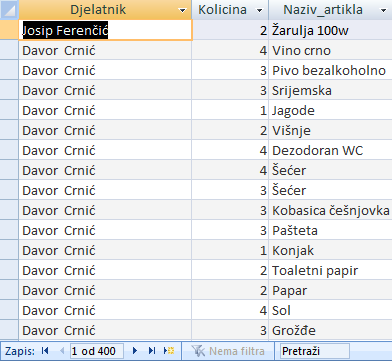 Djelatnik Kolicina Naziv_artikla
Josip Ferenčić 2 Žarulja 100w
Davor Crnić 4 Vino crno
Davor Crnić 3 Pivo bezalkoholno
Davor Crnić 3 Srijemska
Davor Crnić 1 Jagode
Davor Crnić 2 Višnje
Davor Crnić 4 Dezodoran WC
Davor Crnić 4 Šećer
Davor Crnić 3 Šećer
Davor Crnić 3 Kobasica češnjovka
Davor Crnić 3 Pašteta
Davor Crnić 1 Konjak
Davor Crnić 2 Toaletni papir
Davor Crnić 2 Papar
Davor Crnić 4 Sol
Davor Crnić 3 Grožđe
Zapis: 1 od 400 Nema filtra Pretraži